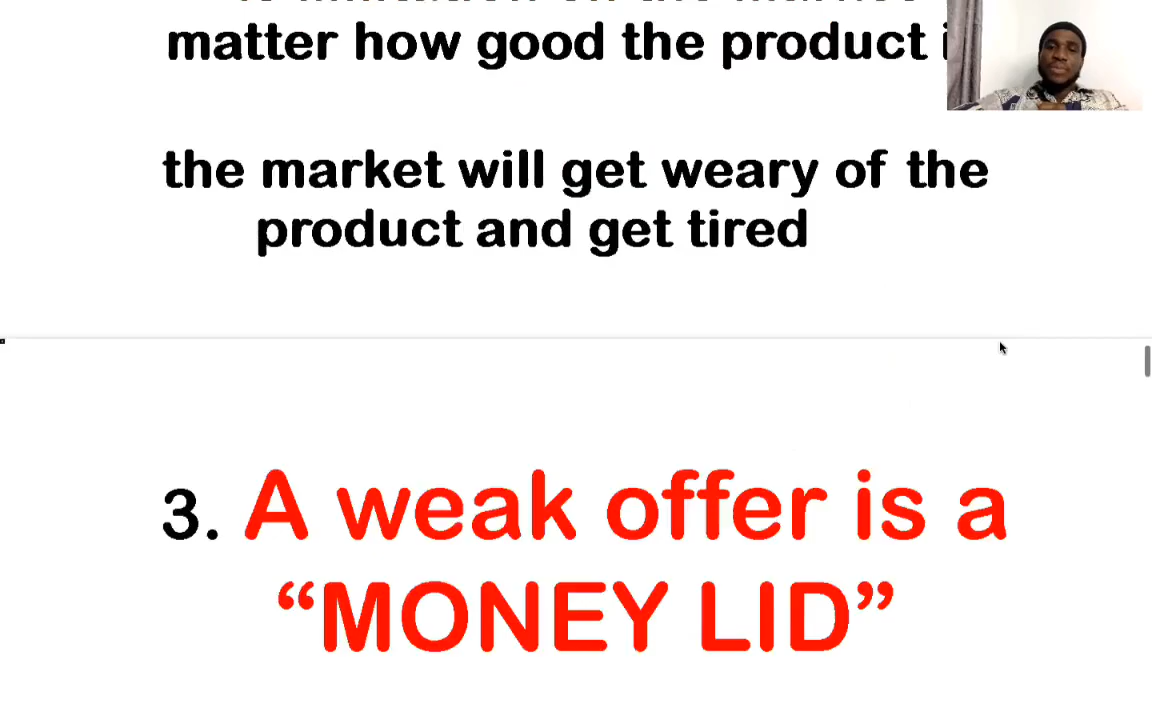 matter how good the product
the market will get weary of the
product and get tired
3. A weak offer is a
“MONEY LID”